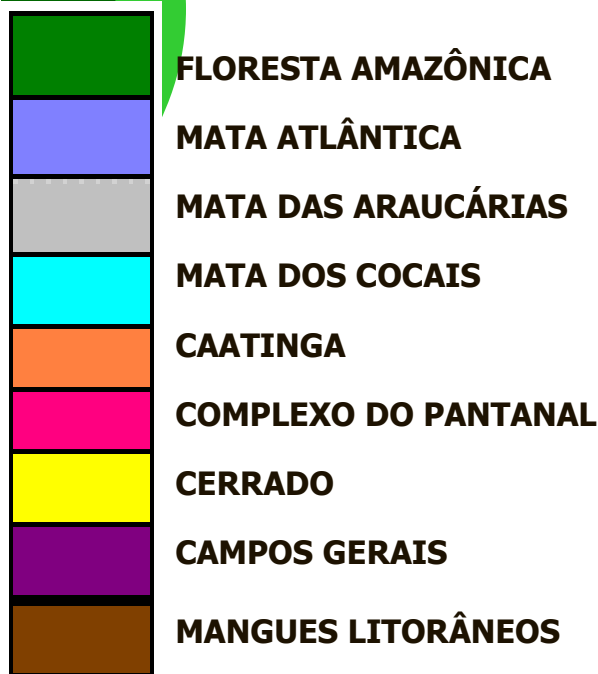 FLORESTA AMAZÔNICA
MATA ATLÂNTICA
MATA DAS ARAUCÁRIAS
MATA DOS COCAIS
CAATINGA
COMPLEXO DO PANTANAL
CERRADO
CAMPOS GERAIS
MANGUES LITORÂNEOS